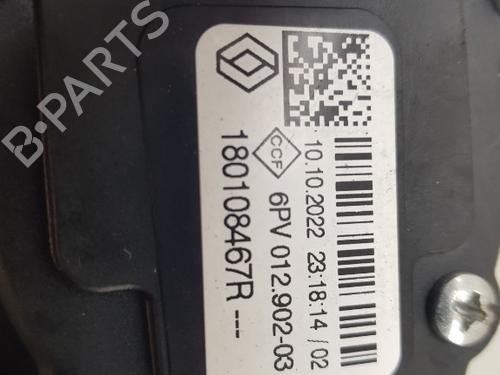 10.10.2022 23:18:14 / 02
CCF 6PV 012.902-03
180108467R ---
B-PARTS